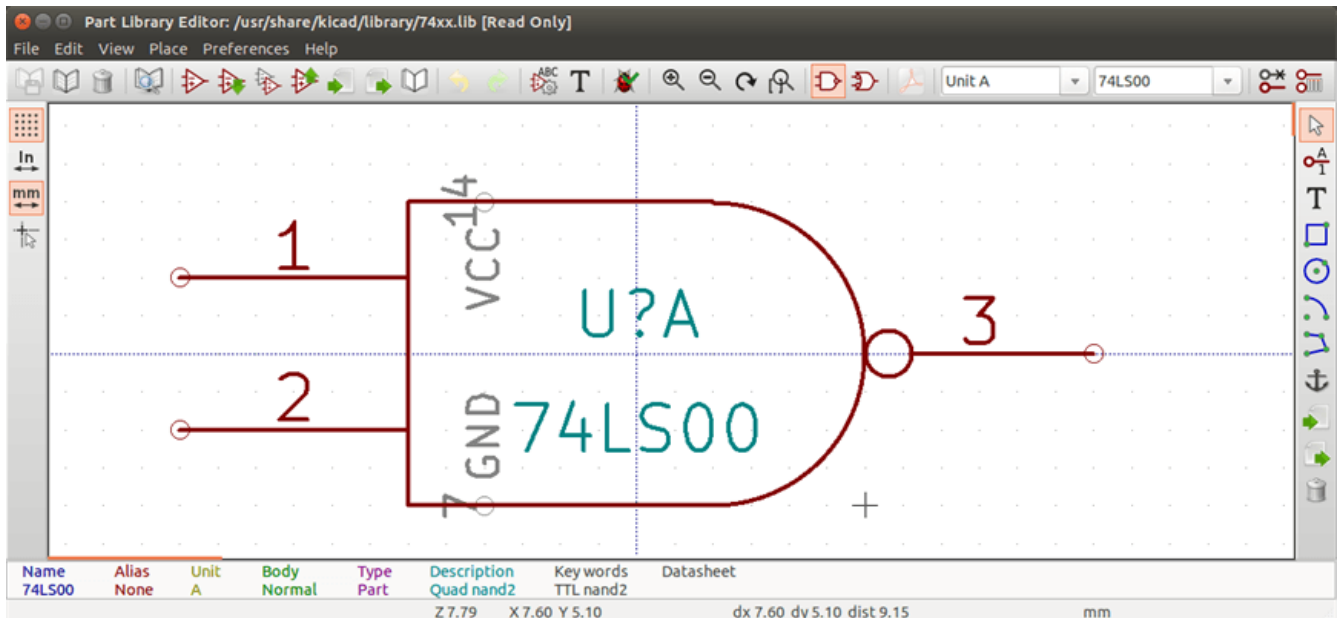 Part Library Editor: /usr/share/kicad/library/74xx.lib [Read Only]
File Edit View Place Preferences Help
ABC T Unit A 74LS00
In
mm
A
1
T
14
VCC
1
U?A
3
2
GND
74LS00
7
Name Alias Unit Body Type Description Key words Datasheet
74LS00 None A Normal Part Quad nand2 TTL nand2
Z 7.79 X 7.60 Y 5.10 dx 7.60 dy 5.10 dist 9.15 mm